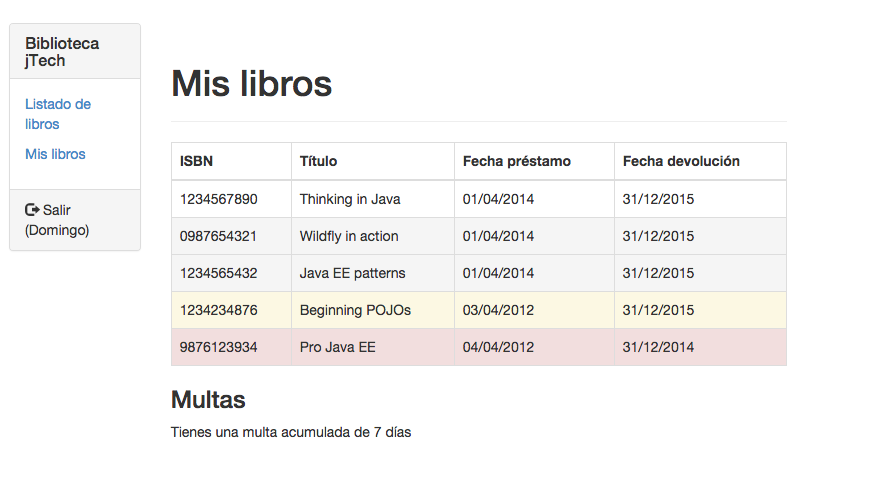 Biblioteca
jTech
Listado de
libros
Mis libros
Salir
(Domingo)
Mis libros
ISBN Título Fecha préstamo Fecha devolución
1234567890 Thinking in Java 01/04/2014 31/12/2015
0987654321 Wildfly in action 01/04/2014 31/12/2015
1234565432 Java EE patterns 01/04/2014 31/12/2015
1234234876 Beginning POJOs 03/04/2012 31/12/2015
9876123934 Pro Java EE 04/04/2012 31/12/2014
Multas
Tienes una multa acumulada de 7 días